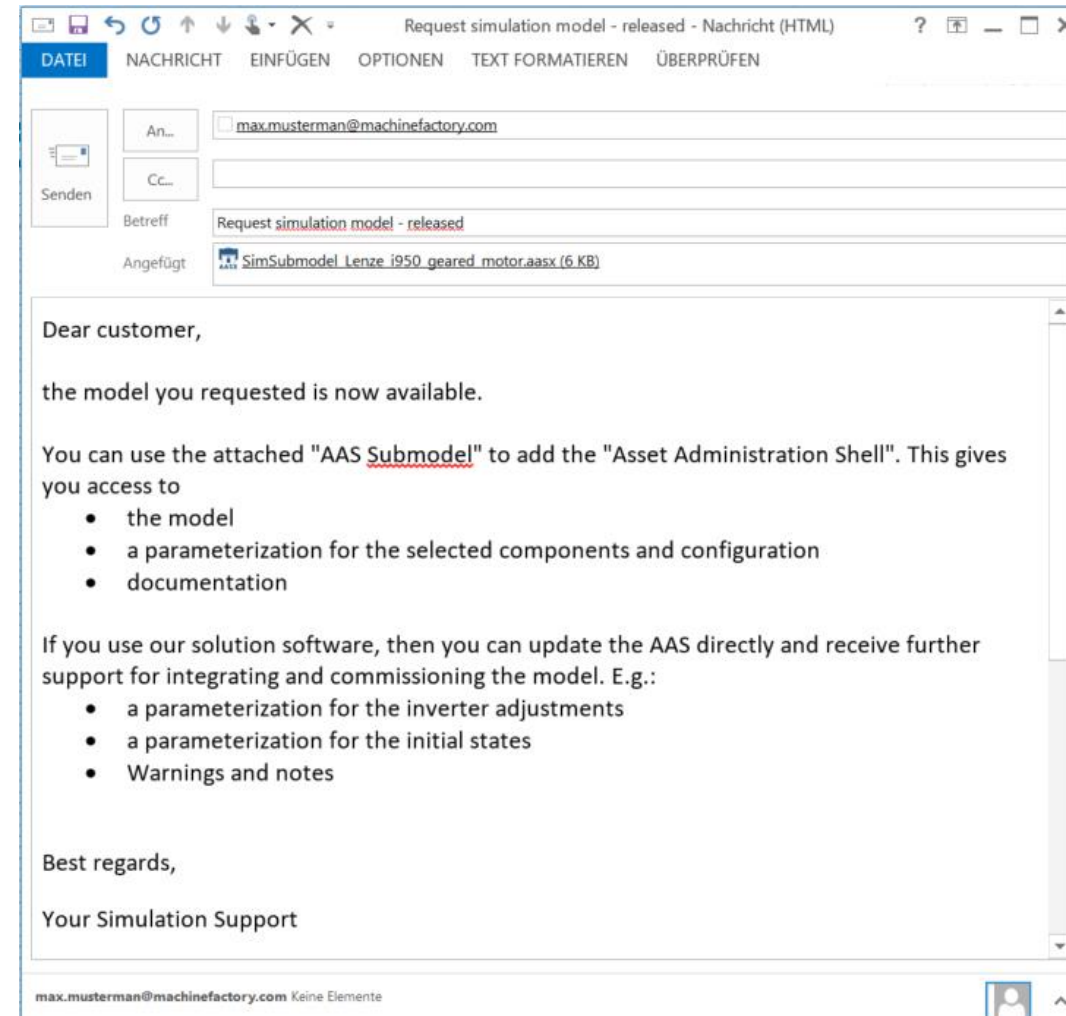 Request simulation model - released - Nachricht (HTML) ?
DATEI NACHRICHT EINFÜGEN OPTIONEN TEXT FORMATIEREN ÜBERPRÜFEN
Senden
An...
max.musterman@machinefactory.com
Cc...
Betreff
Request simulation model - released
Angefügt
SimSubmodel_Lenze_i950_geared_motor.aasx (6 KB)
Dear customer,
the model you requested is now available.
You can use the attached "AAS Submodel" to add the "Asset Administration Shell". This gives
you access to
• the model
• a parameterization for the selected components and configuration
• documentation
If you use our solution software, then you can update the AAS directly and receive further
support for integrating and commissioning the model. E.g.:
• a parameterization for the inverter adjustments
• a parameterization for the initial states
• Warnings and notes
Best regards,
Your Simulation Support
max.musterman@machinefactory.com Keine Elemente